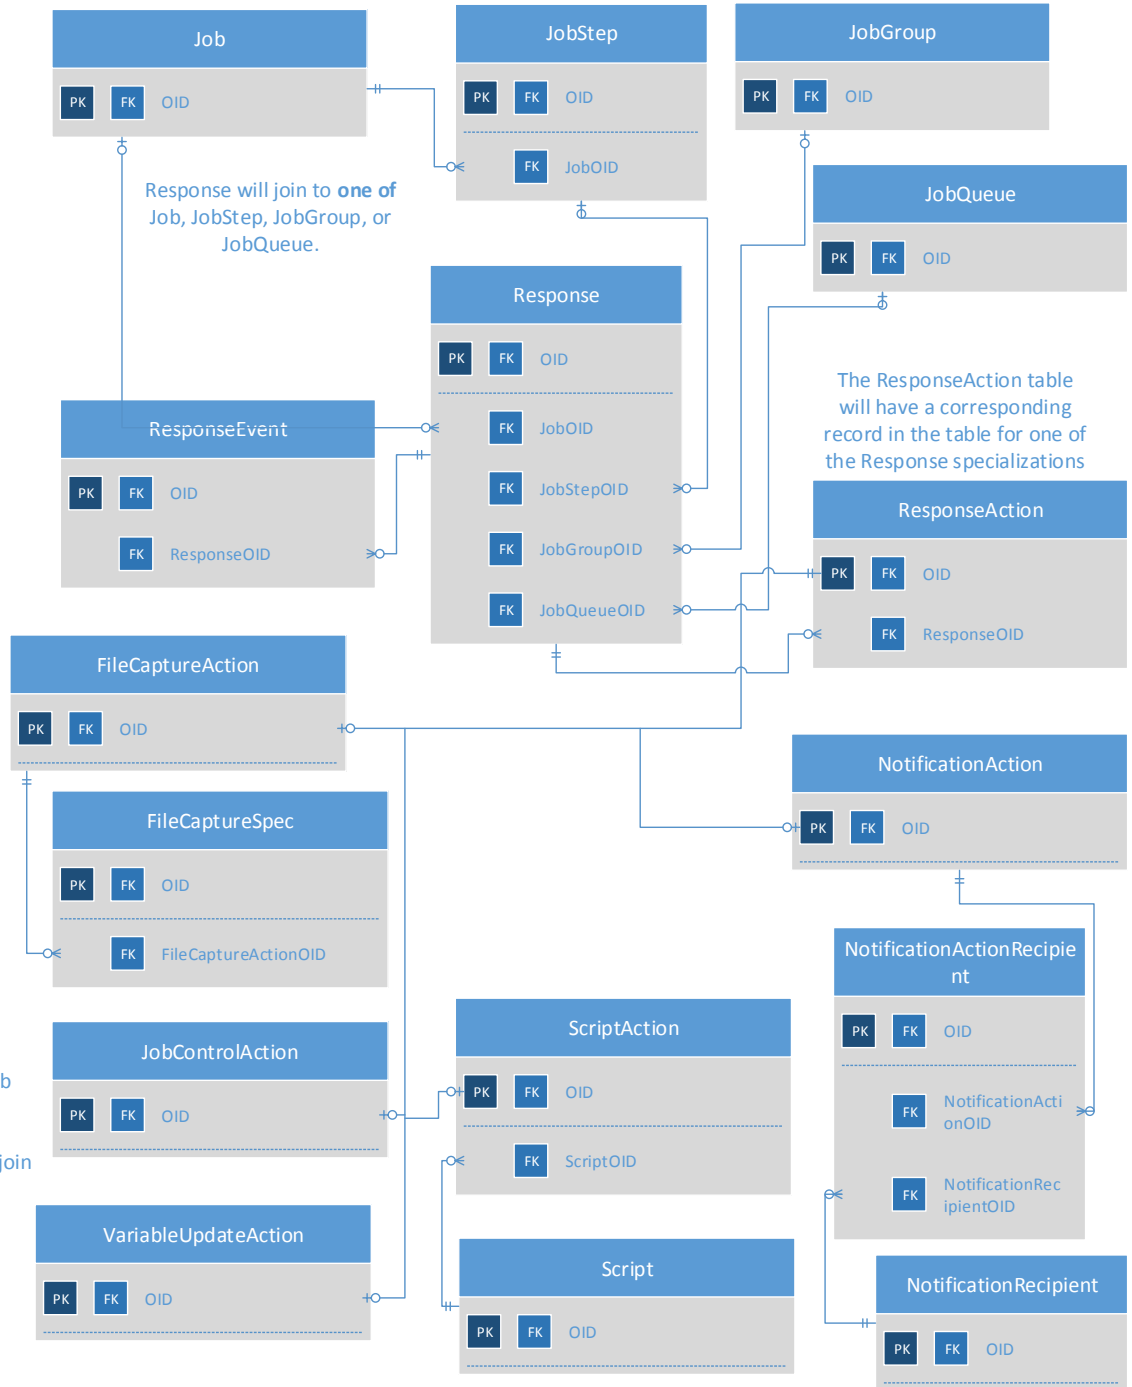 Job
PK FK OID
JobStep
PK FK OID
FK JobOID
JobGroup
PK FK OID
JobQueue
PK FK OID
Response will join to one of
Job, JobStep, JobGroup, or
JobQueue.
Response
PK FK OID
FK JobOID
FK JobStepOID
FK JobGroupOID
FK JobQueueOID
ResponseEvent
PK FK OID
FK ResponseOID
The ResponseAction table
will have a corresponding
record in the table for one of
the Response specializations
ResponseAction
PK FK OID
FK ResponseOID
FileCaptureAction
PK FK OID
FileCaptureSpec
PK FK OID
FK FileCaptureActionOID
NotificationAction
PK FK OID
NotificationActionRecipie
nt
PK FK OID
FK NotificationActi
onOID
FK NotificationRec
ipientOID
b
join
JobControlAction
PK FK OID
ScriptAction
PK FK OID
FK ScriptOID
VariableUpdateAction
PK FK OID
Script
PK FK OID
NotificationRecipient
PK FK OID